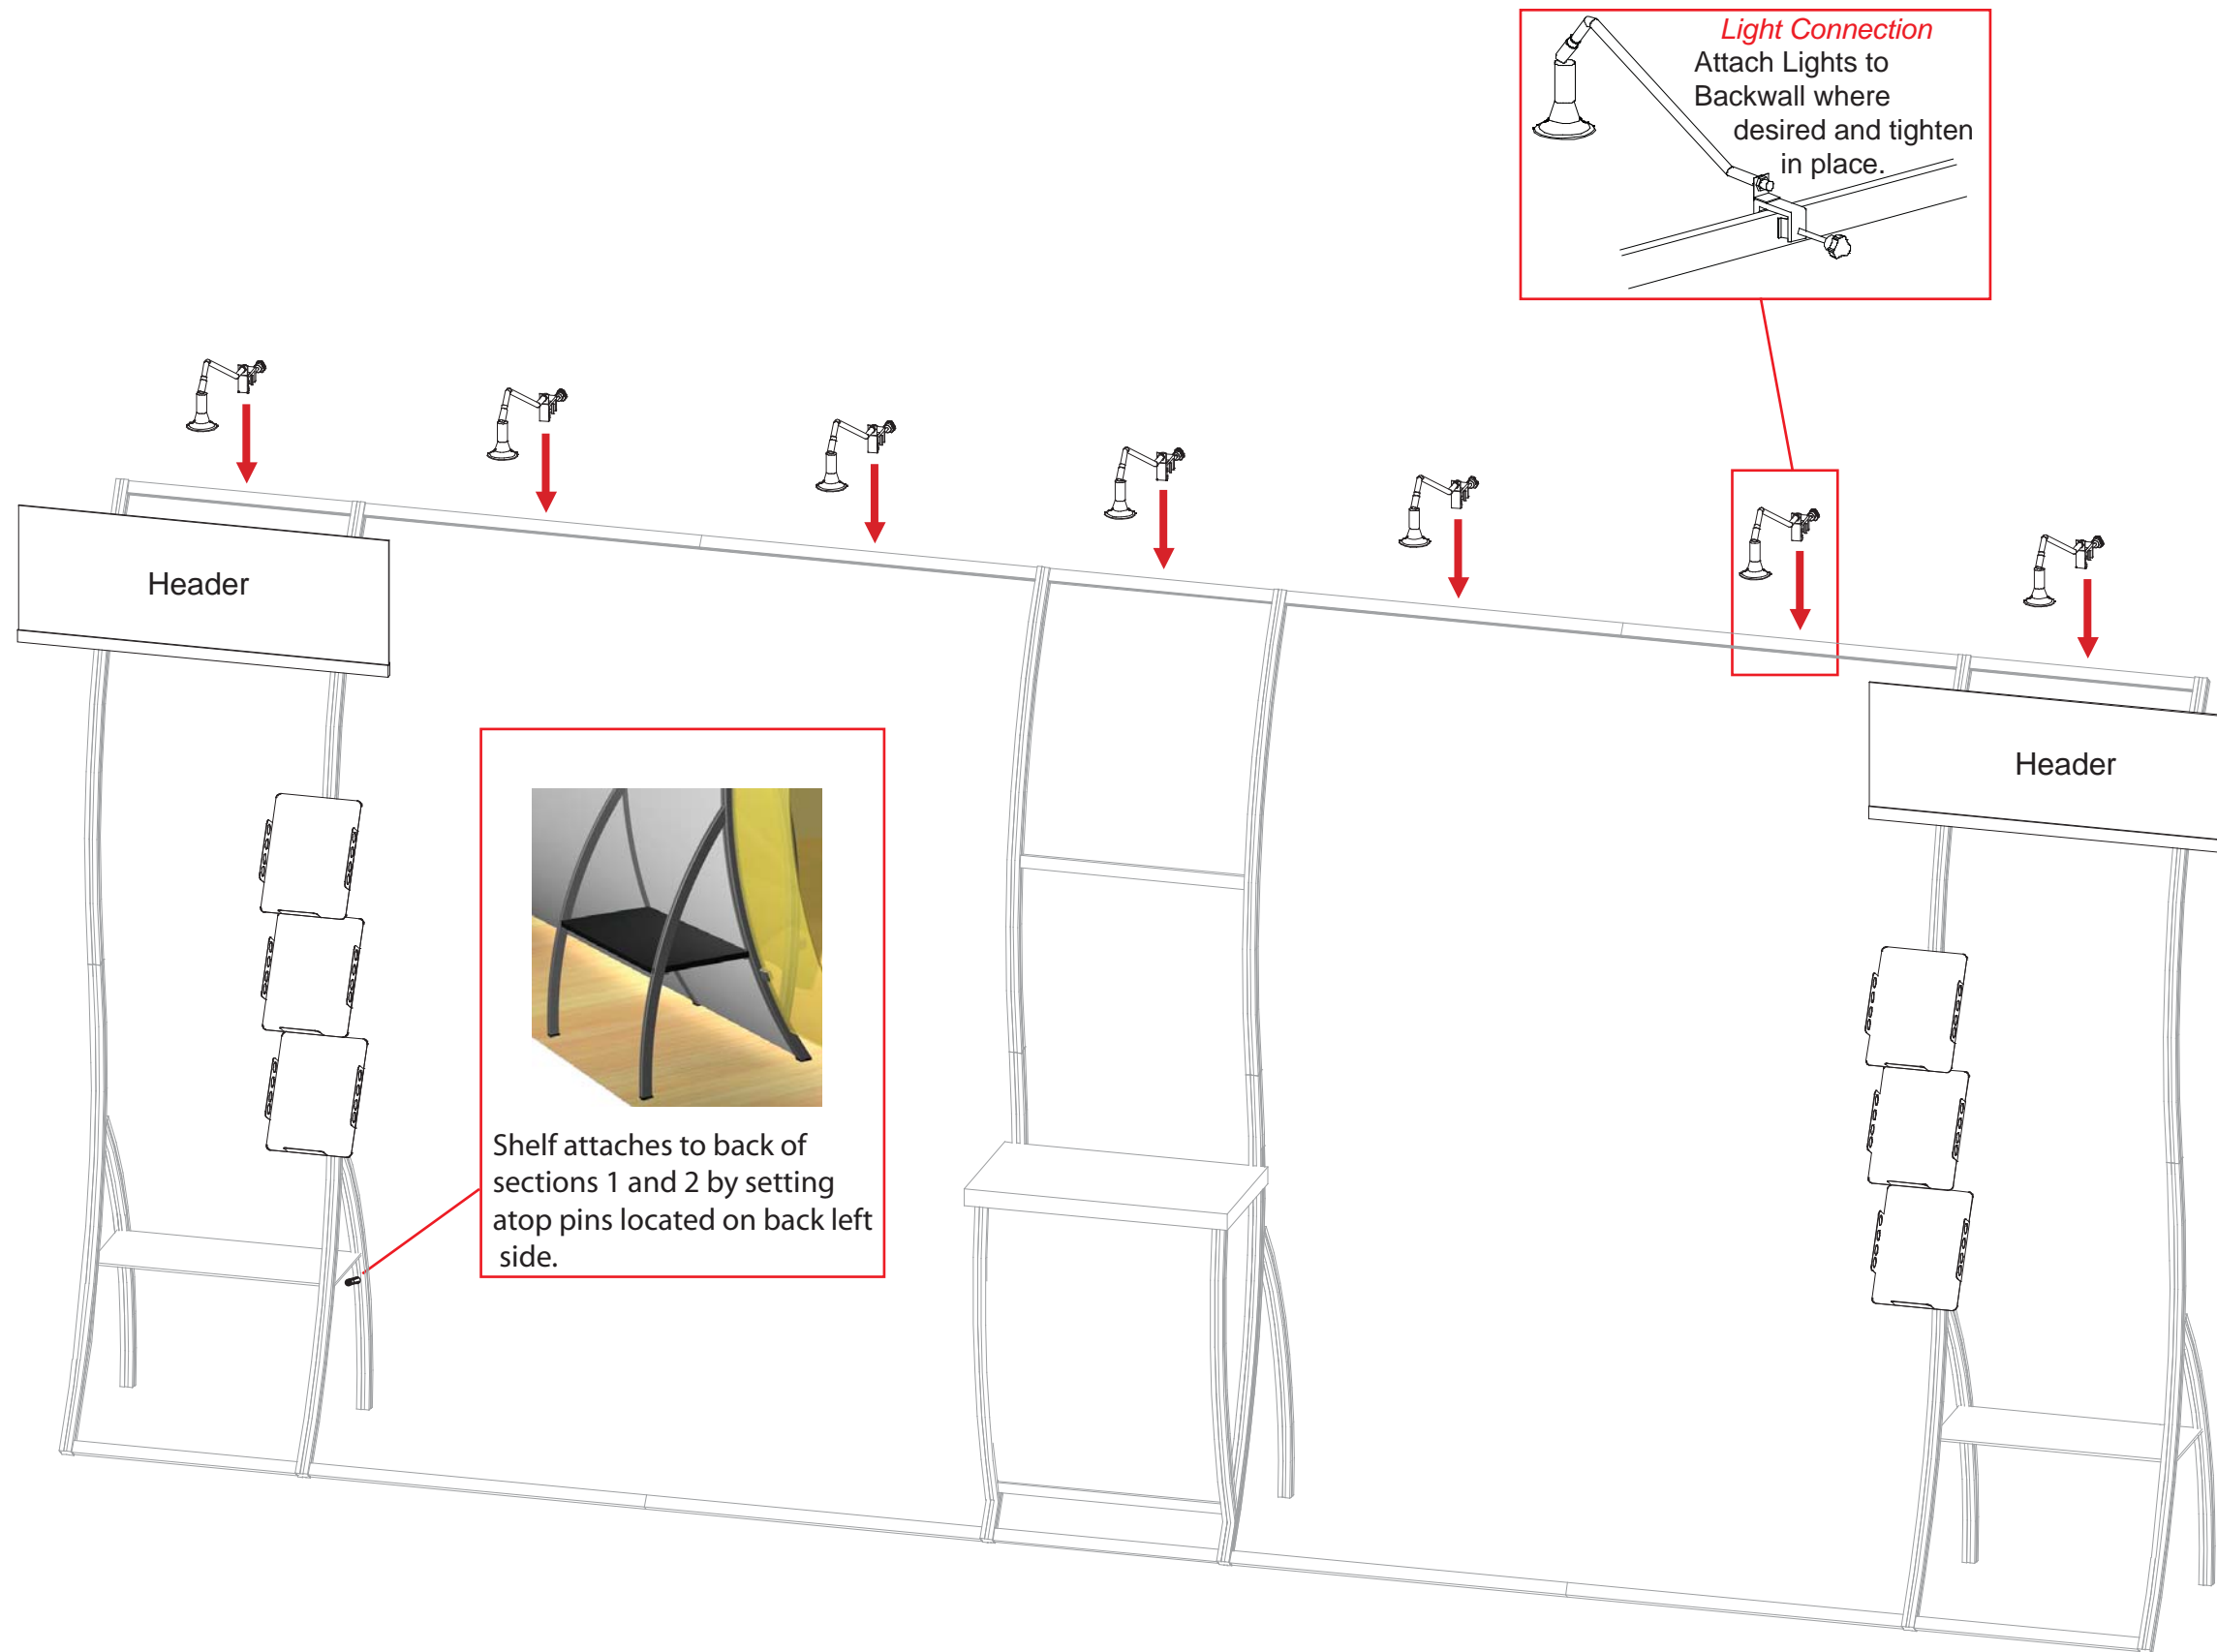 Light Connection
Attach Lights to
Backwall where
desired and tighten
in place.
Header
Header
Shelf attaches to back of
sections 1 and 2 by setting
atop pins located on back left
side.